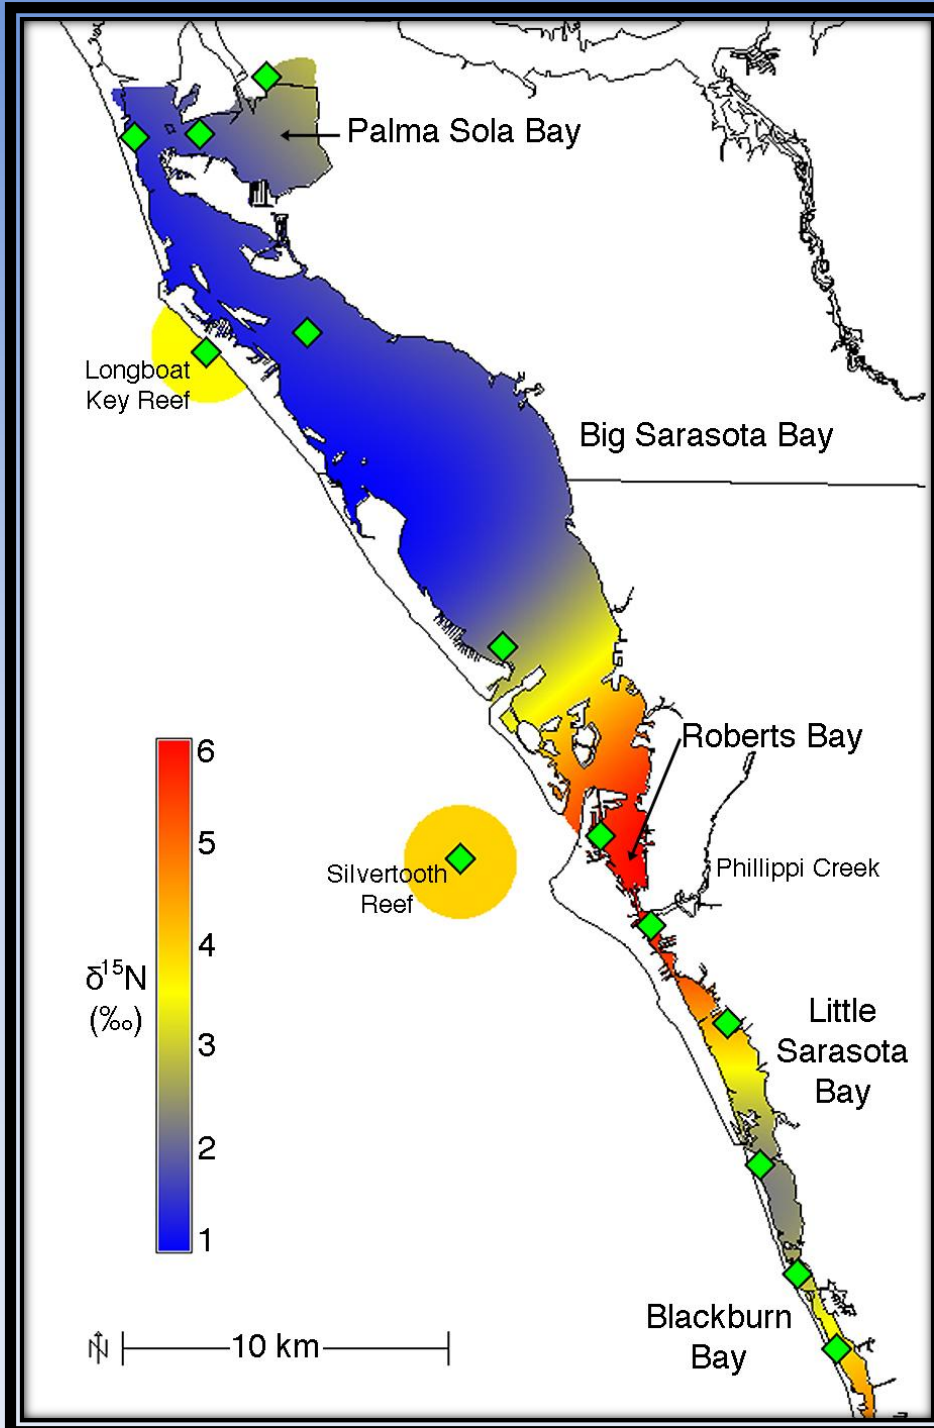 Palma Sola Bay
Longboat
Key Reef
Big Sarasota Bay
Roberts Bay
Silvertooth
Reef
Phillippi Creek
6
5
4
3
2
1
δ¹⁵N
(‰)
Little
Sarasota
Bay
Blackburn
Bay
N
10 km